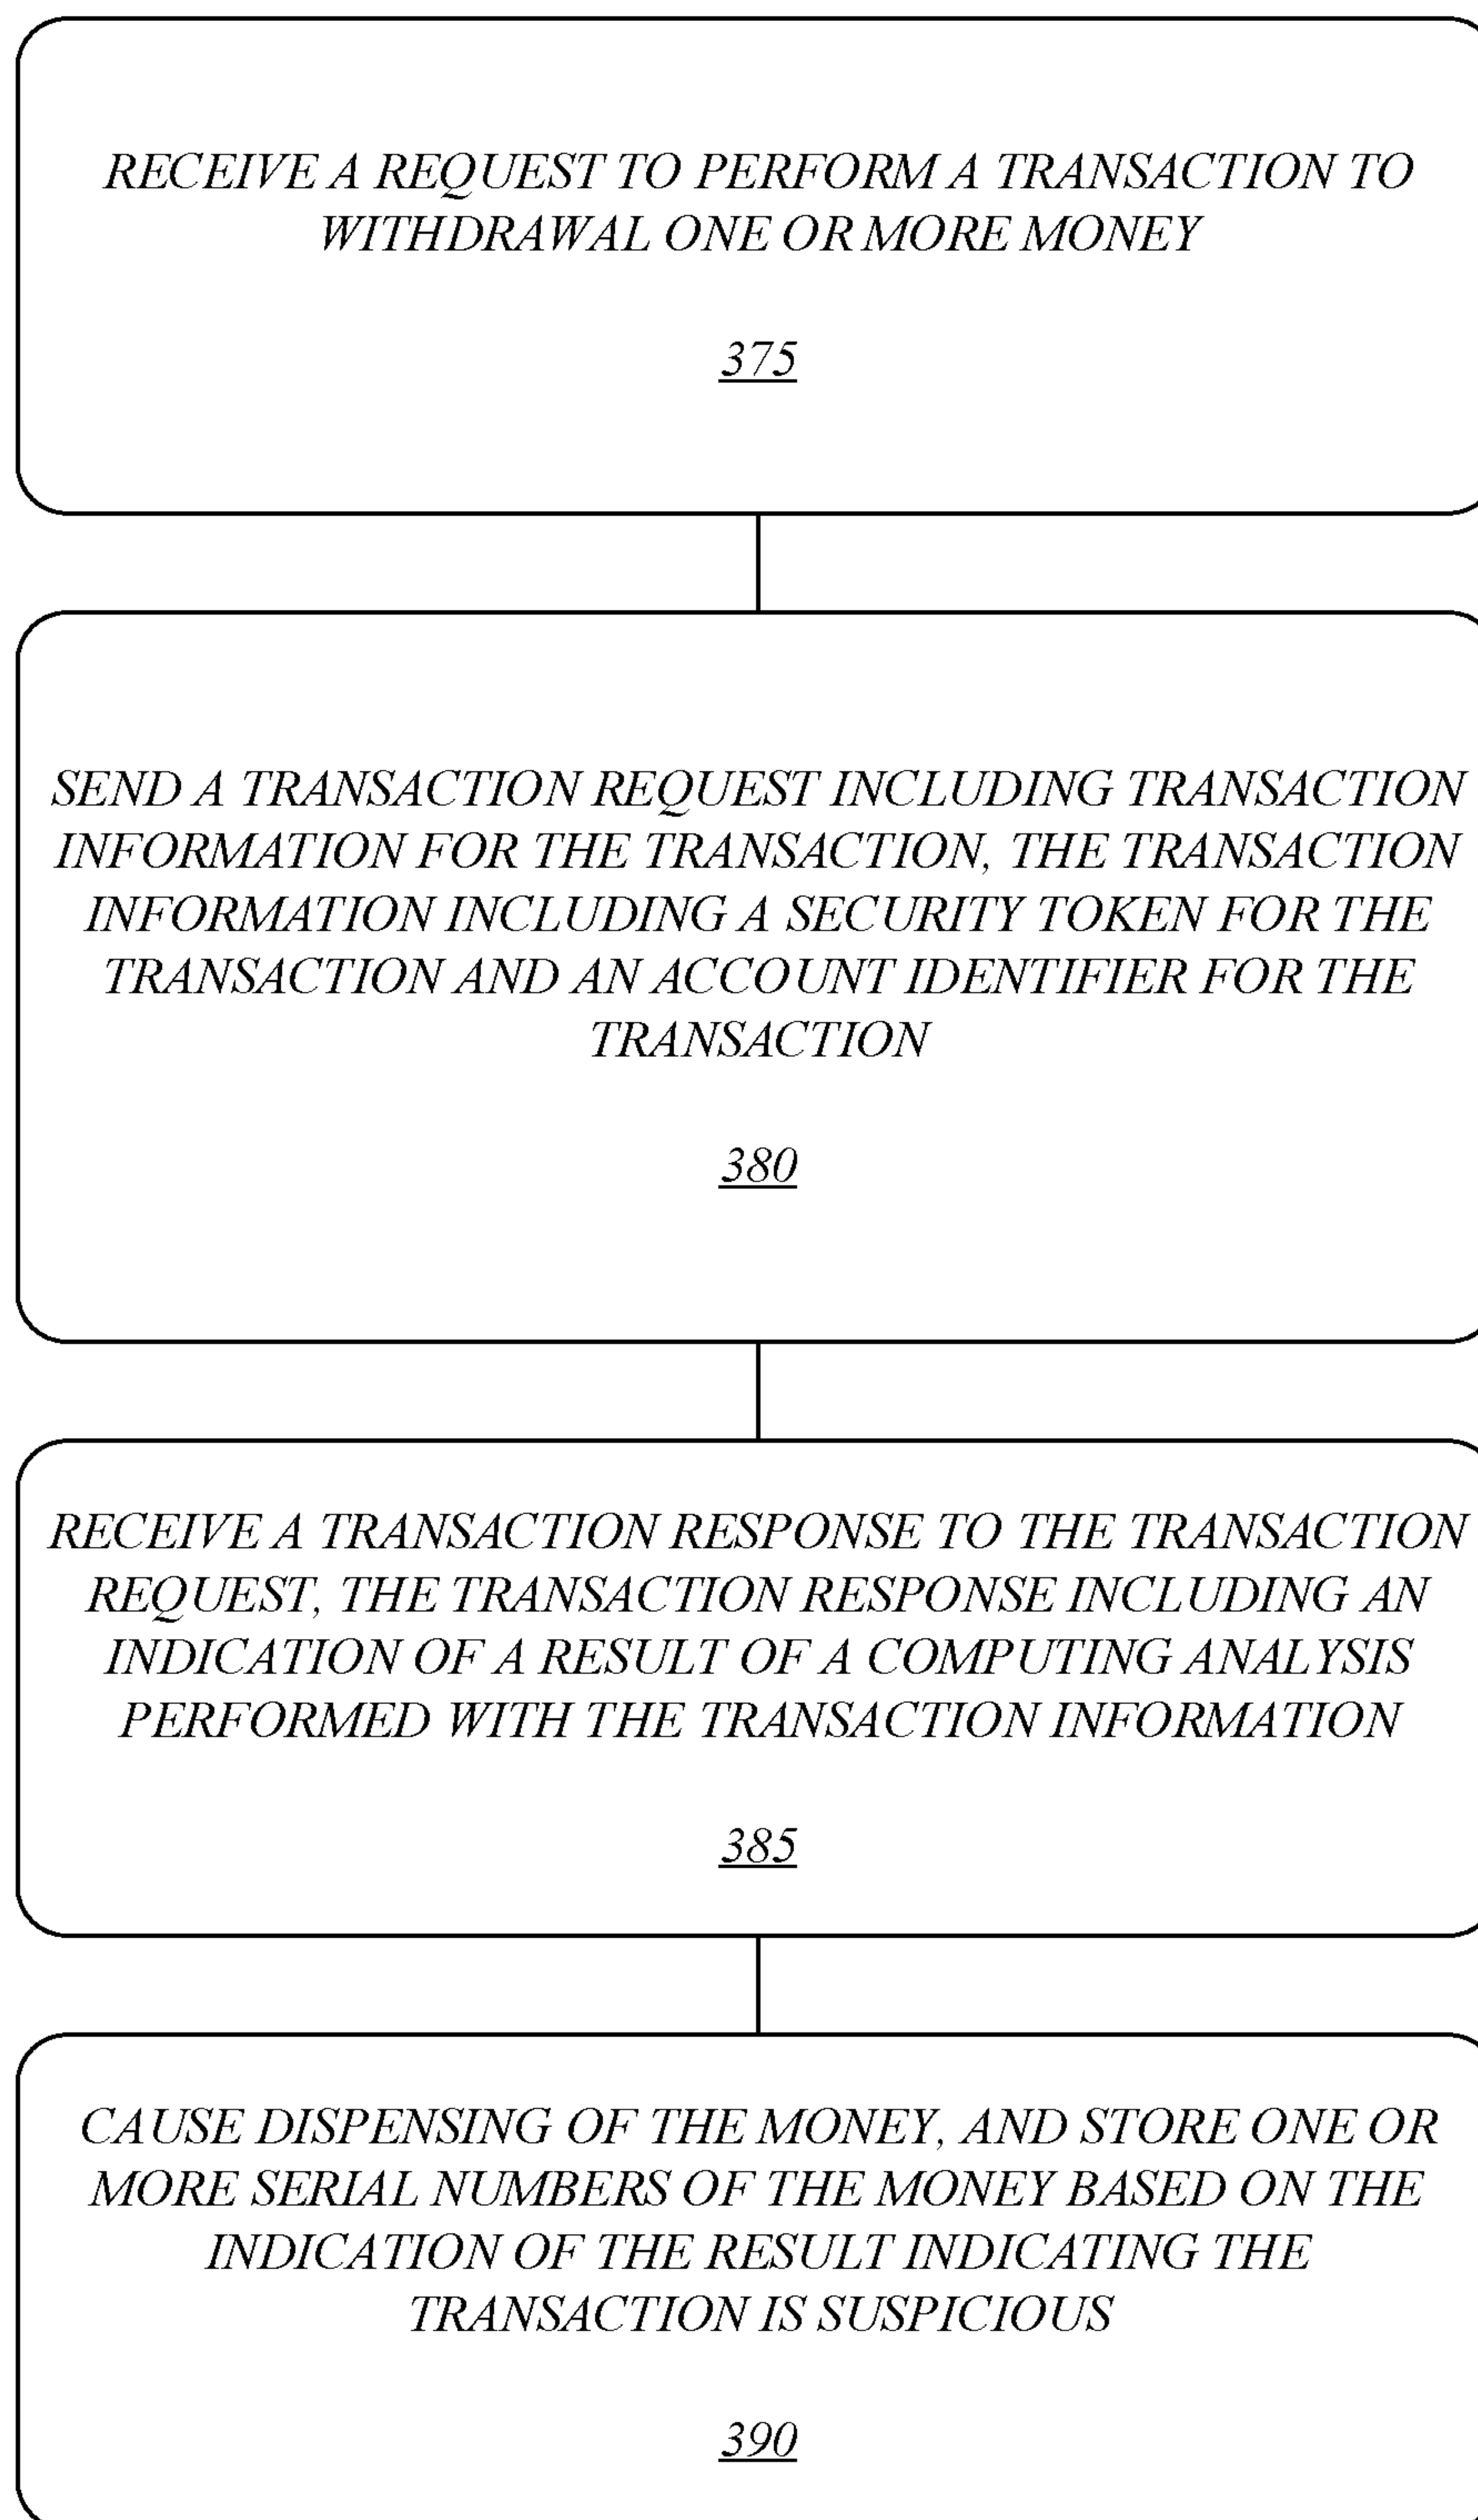 RECEIVE A REQUEST TO PERFORM A TRANSACTION TO
WITHDRAWAL ONE OR MORE MONEY
375
SEND A TRANSACTION REQUEST INCLUDING TRANSACTION
INFORMATION FOR THE TRANSACTION, THE TRANSACTION
INFORMATION INCLUDING A SECURITY TOKEN FOR THE
TRANSACTION AND AN ACCOUNT IDENTIFIER FOR THE
TRANSACTION
380
RECEIVE A TRANSACTION RESPONSE TO THE TRANSACTION
REQUEST, THE TRANSACTION RESPONSE INCLUDING AN
INDICATION OF A RESULT OF A COMPUTING ANALYSIS
PERFORMED WITH THE TRANSACTION INFORMATION
385
CAUSE DISPENSING OF THE MONEY, AND STORE ONE OR
MORE SERIAL NUMBERS OF THE MONEY BASED ON THE
INDICATION OF THE RESULT INDICATING THE
TRANSACTION IS SUSPICIOUS
390